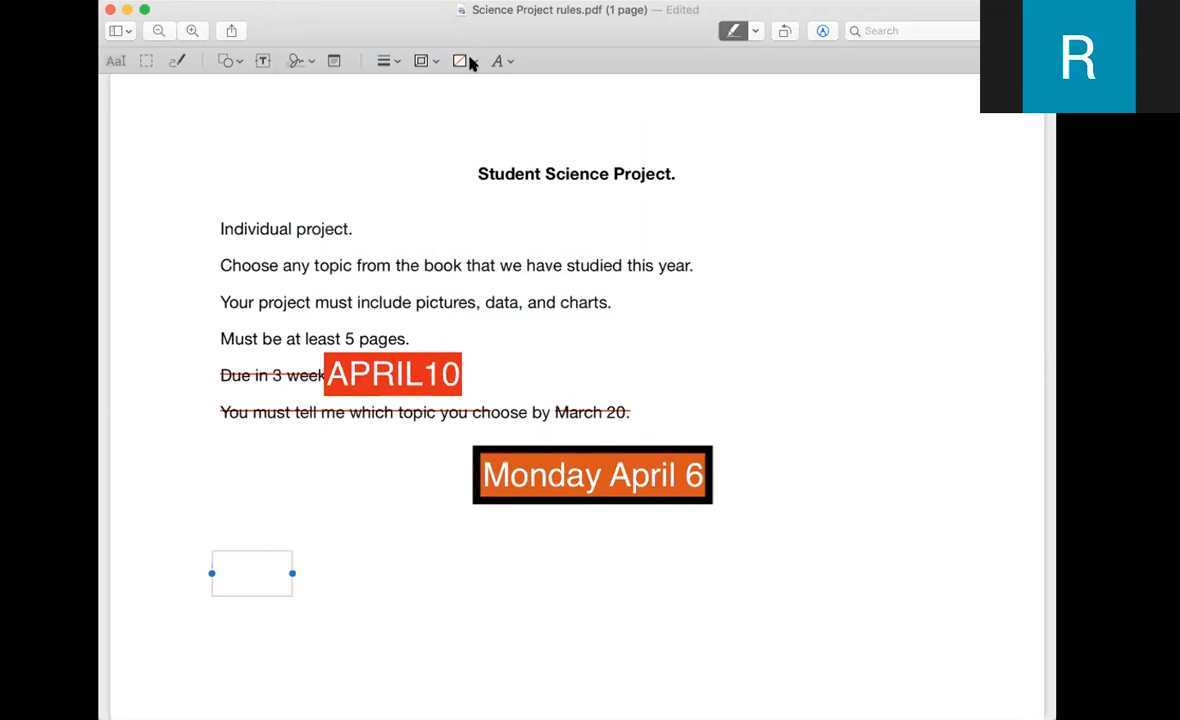 Science Project rules.pdf (1 page) — Edited
Search
AaI
T
A
R
Student Science Project.
Individual project.
Choose any topic from the book that we have studied this year.
Your project must include pictures, data, and charts.
Must be at least 5 pages.
Due in 3 week APRIL10
You must tell me which topic you choose by March 20.
Monday April 6